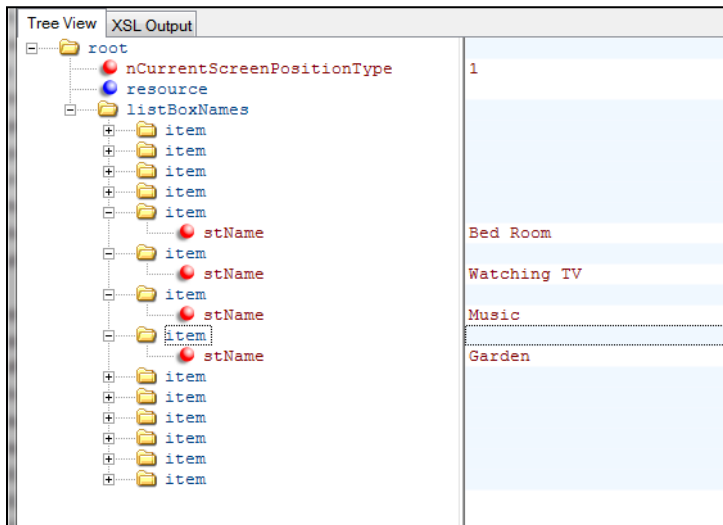 Tree View XSL Output
root
nCurrentScreenPositionType 1
resource
listBoxNames
item
item
item
item
item
stName Bed Room
item
stName Watching TV
item
stName Music
item
stName Garden
item
item
item
item
item
item